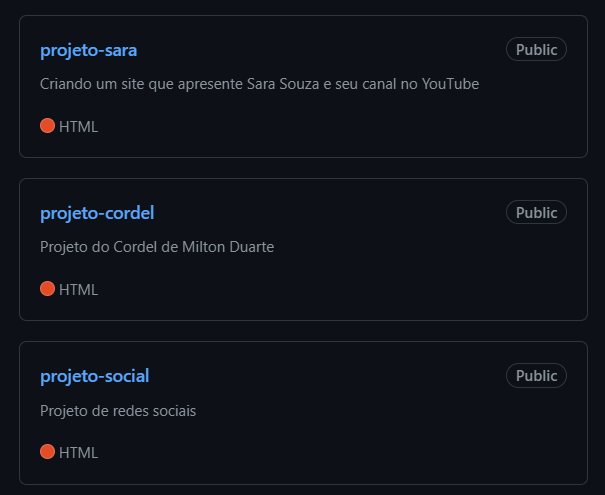 projeto-sara Public
Criando um site que apresente Sara Souza e seu canal no YouTube
HTML
projeto-cordel Public
Projeto do Cordel de Milton Duarte
HTML
projeto-social Public
Projeto de redes sociais
HTML